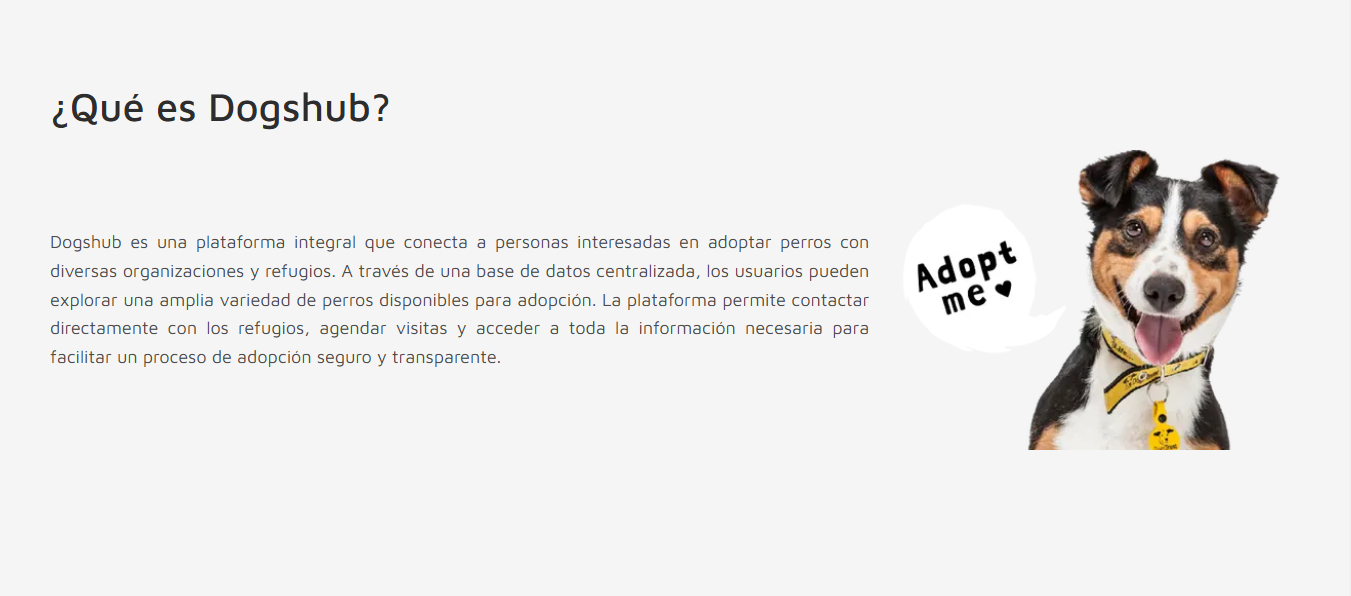 ¿Qué es Dogshub?
Dogshub es una plataforma integral que conecta a personas interesadas en adoptar perros con
diversas organizaciones y refugios. A través de una base de datos centralizada, los usuarios pueden
explorar una amplia variedad de perros disponibles para adopción. La plataforma permite contactar
directamente con los refugios, agendar visitas y acceder a toda la información necesaria para
facilitar un proceso de adopción seguro y transparente.
Adopt
me ♥